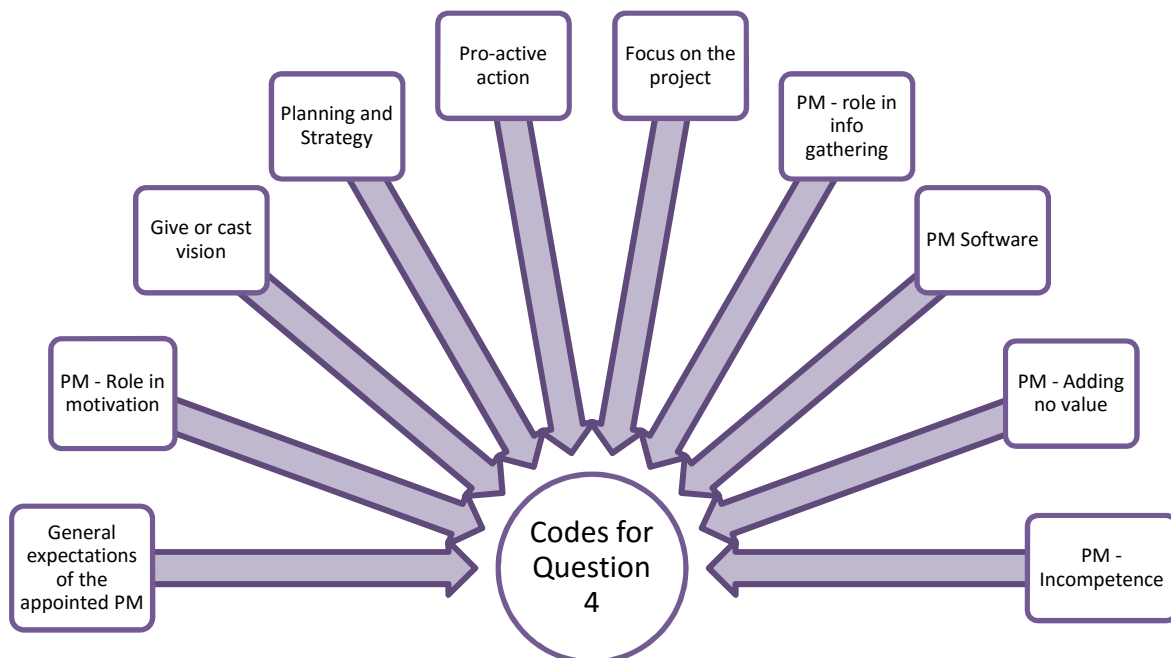 Pro-active
action
Focus on the
project
Planning and
Strategy
PM - role in
info
gathering
Give or cast
vision
PM Software
PM - Role in
motivation
PM - Adding
no value
General
expectations
of the
appointed PM
Codes for
Question
4
PM -
Incompetence